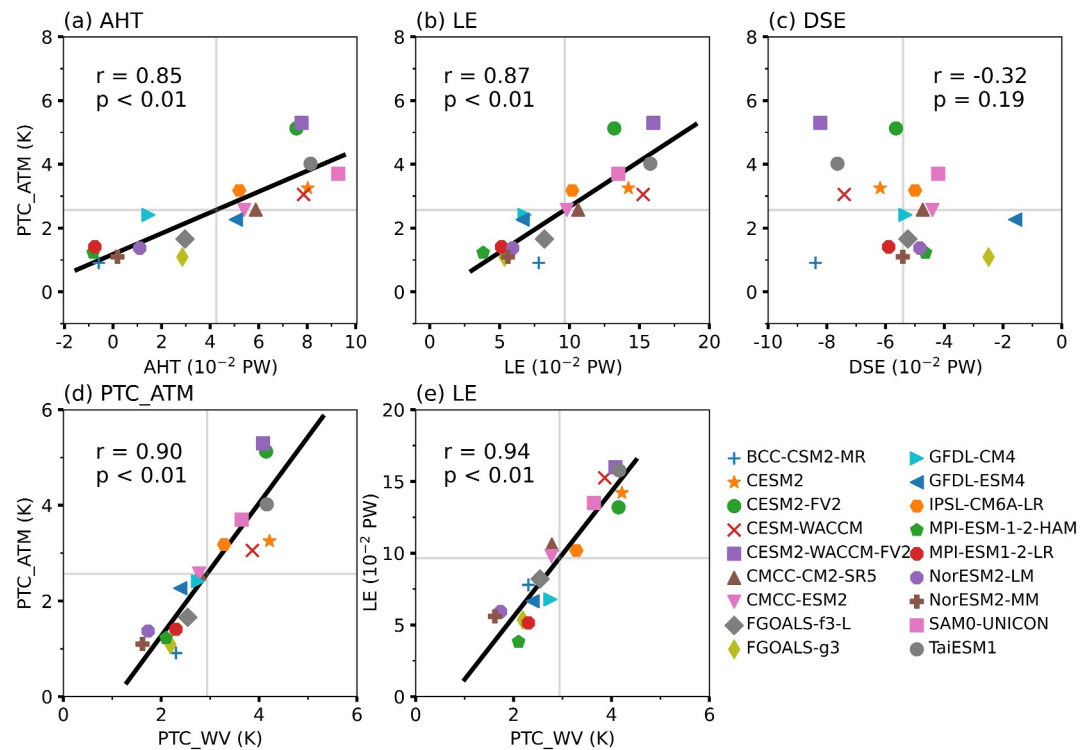 (a) AHT
(b) LE
(c) DSE
r = 0.85
p < 0.01
r = 0.87
p < 0.01
r = -0.32
p = 0.19
PTC_ATM (K)
8
6
4
2
0
8
6
4
2
0
8
6
4
2
0
-2 0 2 4 6 8 10
0 5 10 15 20
-10 -8 -6 -4 -2 0
AHT (10⁻² PW)
LE (10⁻² PW)
DSE (10⁻² PW)
(d) PTC_ATM
(e) LE
r = 0.90
p < 0.01
r = 0.94
p < 0.01
PTC_ATM (K)
6
4
2
0
LE (10⁻² PW)
20
15
10
5
0
0 2 4 6
0 2 4 6
PTC_WV (K)
PTC_WV (K)
BCC-CSM2-MR
CESM2
CESM2-FV2
CESM-WACCM
CESM2-WACCM-FV2
CMCC-CM2-SR5
CMCC-ESM2
FGOALS-f3-L
FGOALS-g3
GFDL-CM4
GFDL-ESM4
IPSL-CM6A-LR
MPI-ESM-1-2-HAM
MPI-ESM1-2-LR
NorESM2-LM
NorESM2-MM
SAM0-UNICON
TaiESM1